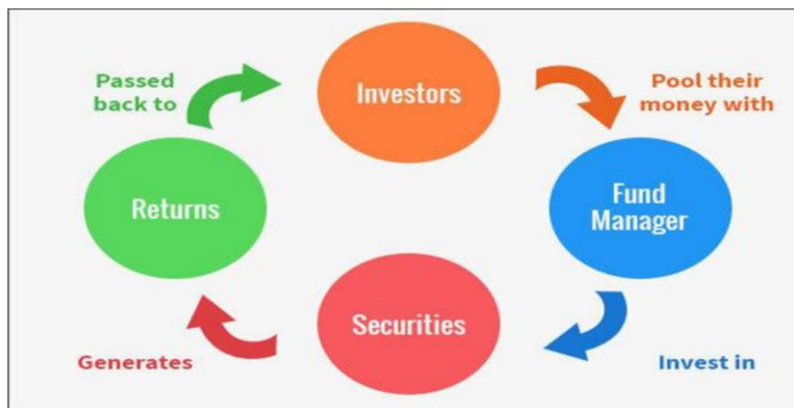 Investors
Pool their
money with
Fund
Manager
Invest in
Securities
Generates
Returns
Passed
back to